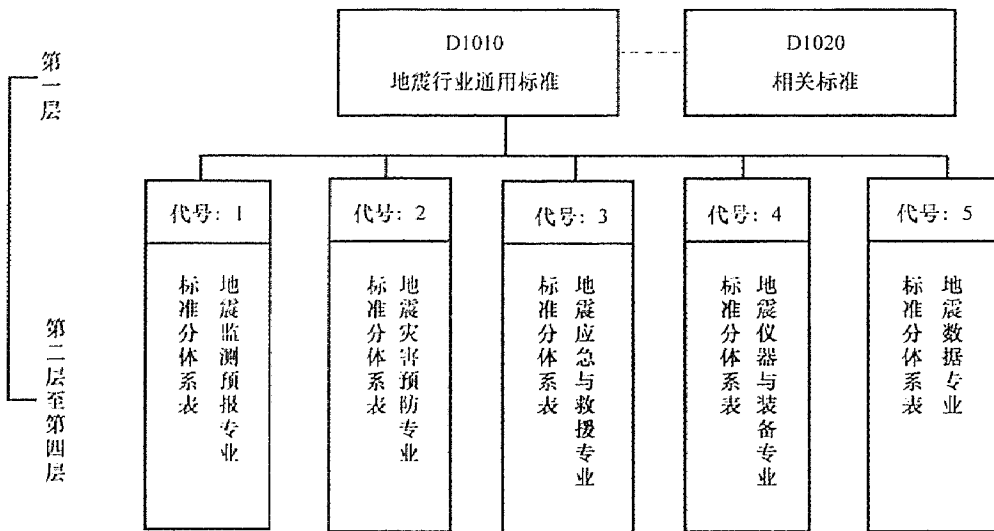 D1010
地震行业通用标准
D1020
相关标准
第一层
代号：1
地震监测预报专业
标准分体系表
代号：2
地震灾害预防专业
标准分体系表
代号：3
地震应急与救援专业
标准分体系表
代号：4
地震仪器与装备专业
标准分体系表
代号：5
地震数据专业
标准分体系表
第二层至第四层